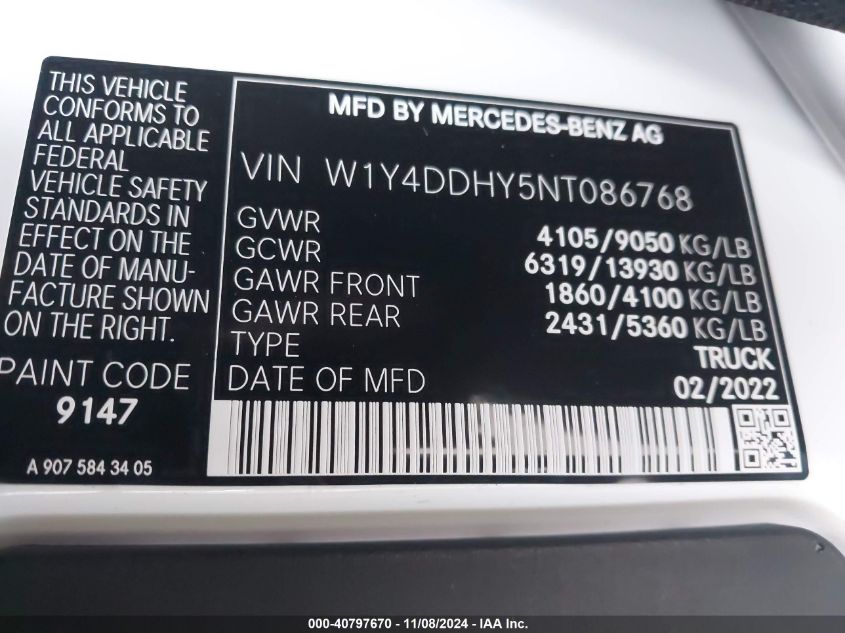 THIS VEHICLE
CONFORMS TO
ALL APPLICABLE
FEDERAL
VEHICLE SAFETY
STANDARDS IN
EFFECT ON THE
DATE OF MANU-
FACTURE SHOWN
ON THE RIGHT.
PAINT CODE
9147
A 907 584 34 05
MFD BY MERCEDES-BENZ AG
VIN W1Y4DDHY5NT086768
GVWR 4105/9050 KG/LB
GCWR 6319/13930 KG/LB
GAWR FRONT 1860/4100 KG/LB
GAWR REAR 2431/5360 KG/LB
TYPE TRUCK
DATE OF MFD 02/2022
000-40797670 - 11/08/2024 - IAA Inc.